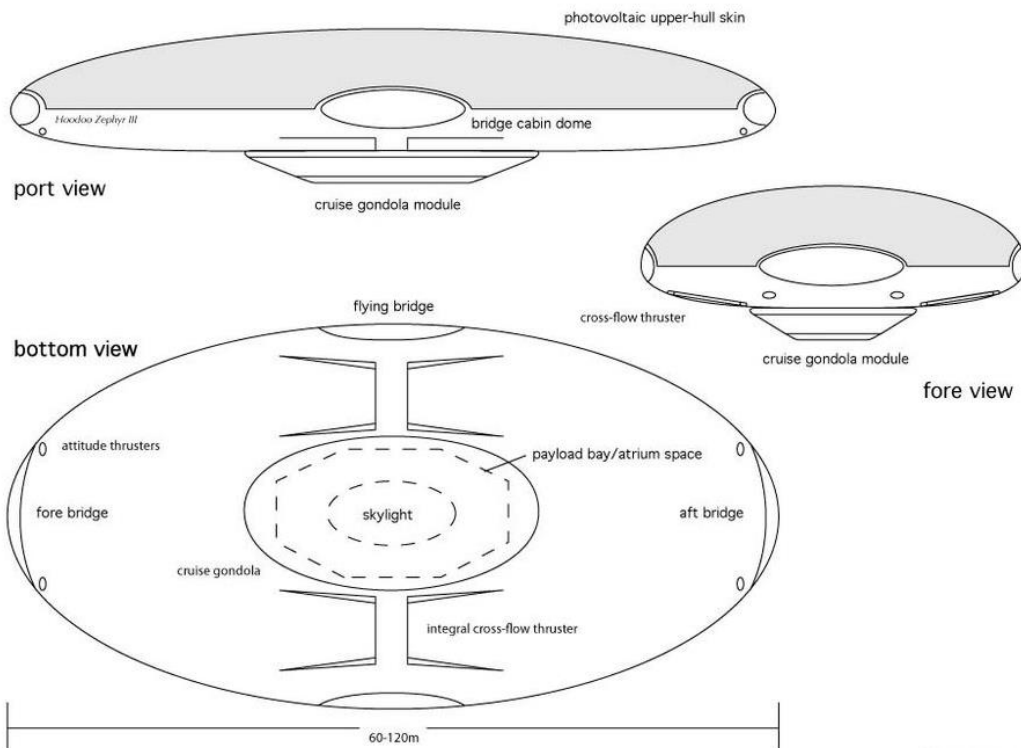 photovoltaic upper-hull skin
Hoodoo Zephyr III
bridge cabin dome
port view
cruise gondola module
cross-flow thruster
cruise gondola module
fore view
flying bridge
bottom view
attitude thrusters
payload bay/atrium space
fore bridge
skylight
aft bridge
cruise gondola
integral cross-flow thruster
60-120m